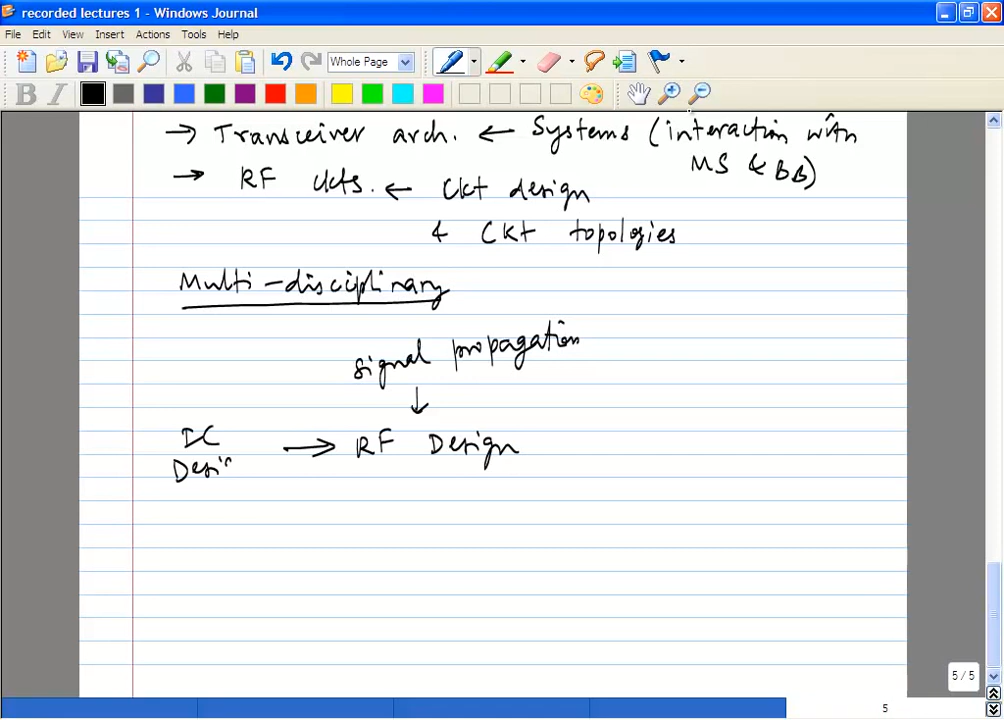 recorded lectures 1 - Windows Journal
File Edit View Insert Actions Tools Help
Whole Page
B I
→ Transceiver arch. ← Systems (interaction with
MS & BB)
→ RF ckts. ← Ckt design
& Ckt topologies
Multi-disciplinary
signal propagation
↓
IC → RF Design
Desi
5/5
5